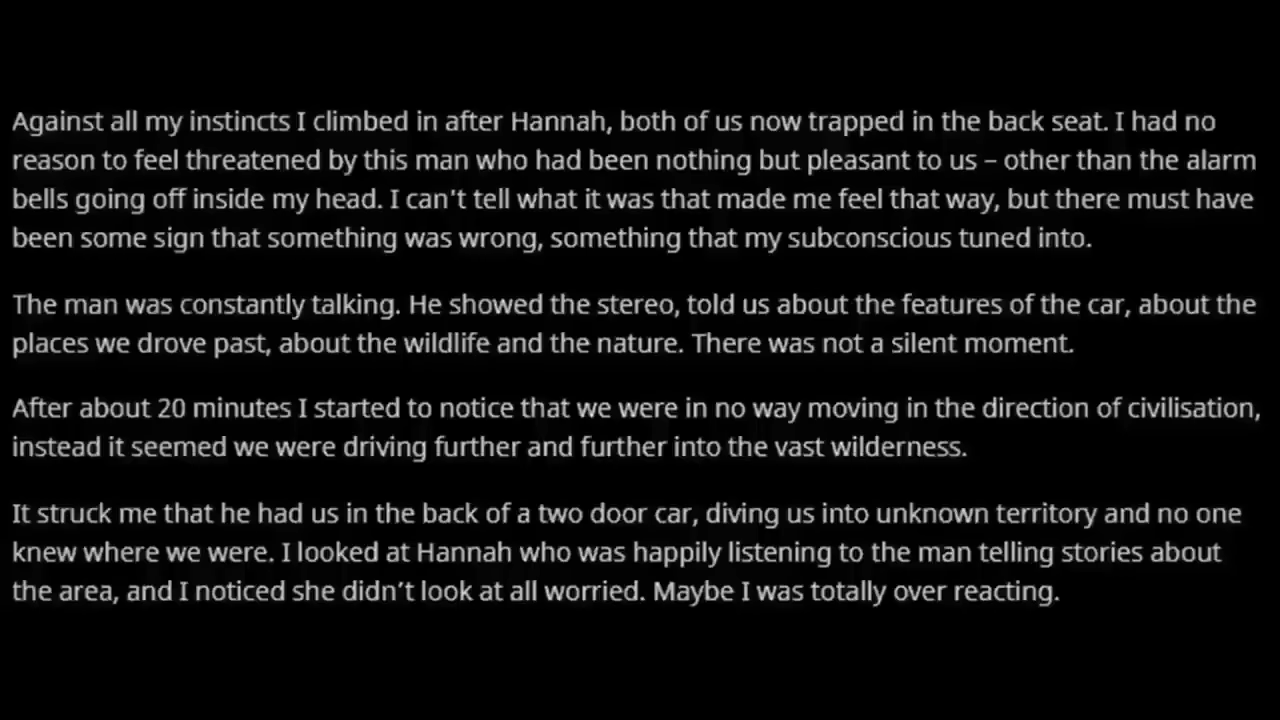 Against all my instincts I climbed in after Hannah, both of us now trapped in the back seat. I had no
reason to feel threatened by this man who had been nothing but pleasant to us – other than the alarm
bells going off inside my head. I can't tell what it was that made me feel that way, but there must have
been some sign that something was wrong, something that my subconscious tuned into.
The man was constantly talking. He showed the stereo, told us about the features of the car, about the
places we drove past, about the wildlife and the nature. There was not a silent moment.
After about 20 minutes I started to notice that we were in no way moving in the direction of civilisation,
instead it seemed we were driving further and further into the vast wilderness.
It struck me that he had us in the back of a two door car, diving us into unknown territory and no one
knew where we were. I looked at Hannah who was happily listening to the man telling stories about
the area, and I noticed she didn’t look at all worried. Maybe I was totally over reacting.